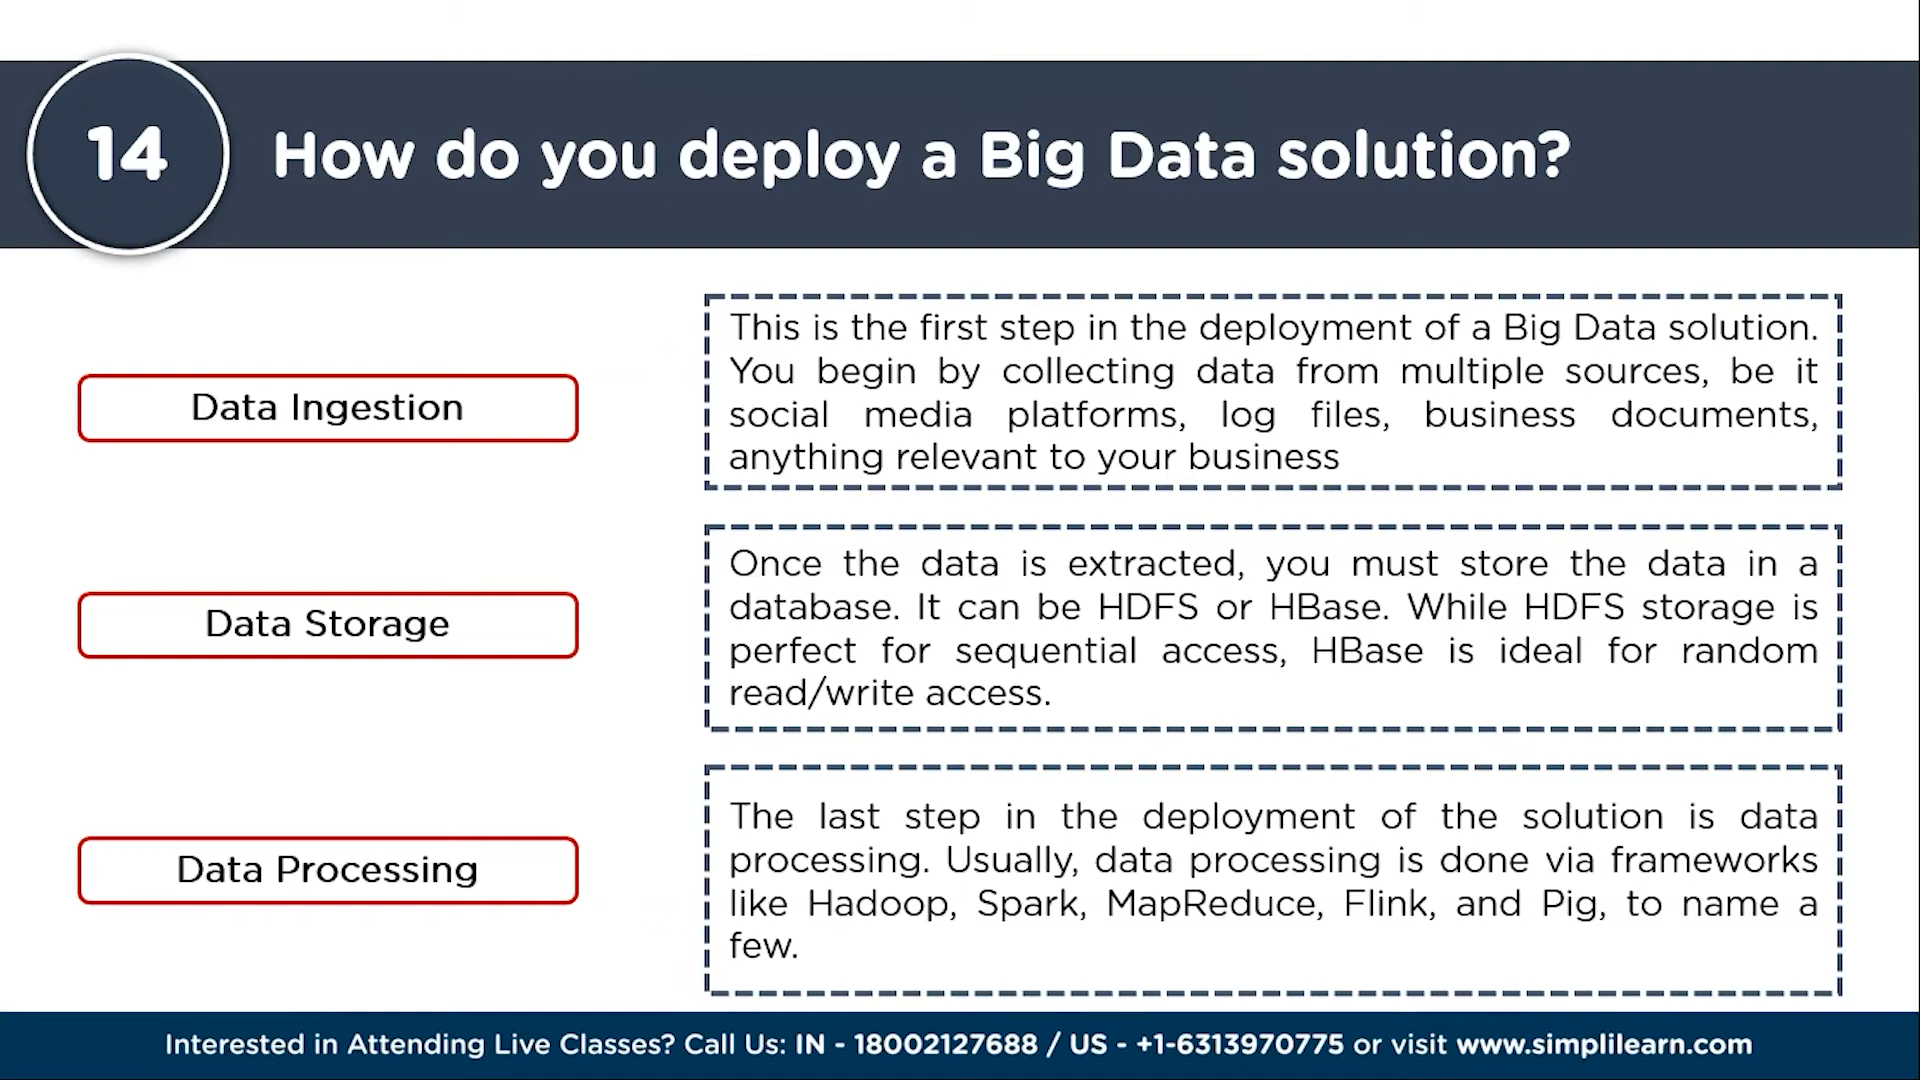 14
How do you deploy a Big Data solution?
Data Ingestion
This is the first step in the deployment of a Big Data solution.
You begin by collecting data from multiple sources, be it
social media platforms, log files, business documents,
anything relevant to your business
Data Storage
Once the data is extracted, you must store the data in a
database. It can be HDFS or HBase. While HDFS storage is
perfect for sequential access, HBase is ideal for random
read/write access.
Data Processing
The last step in the deployment of the solution is data
processing. Usually, data processing is done via frameworks
like Hadoop, Spark, MapReduce, Flink, and Pig, to name a
few.
Interested in Attending Live Classes? Call Us: IN - 18002127688 / US - +1-6313970775 or visit www.simplilearn.com